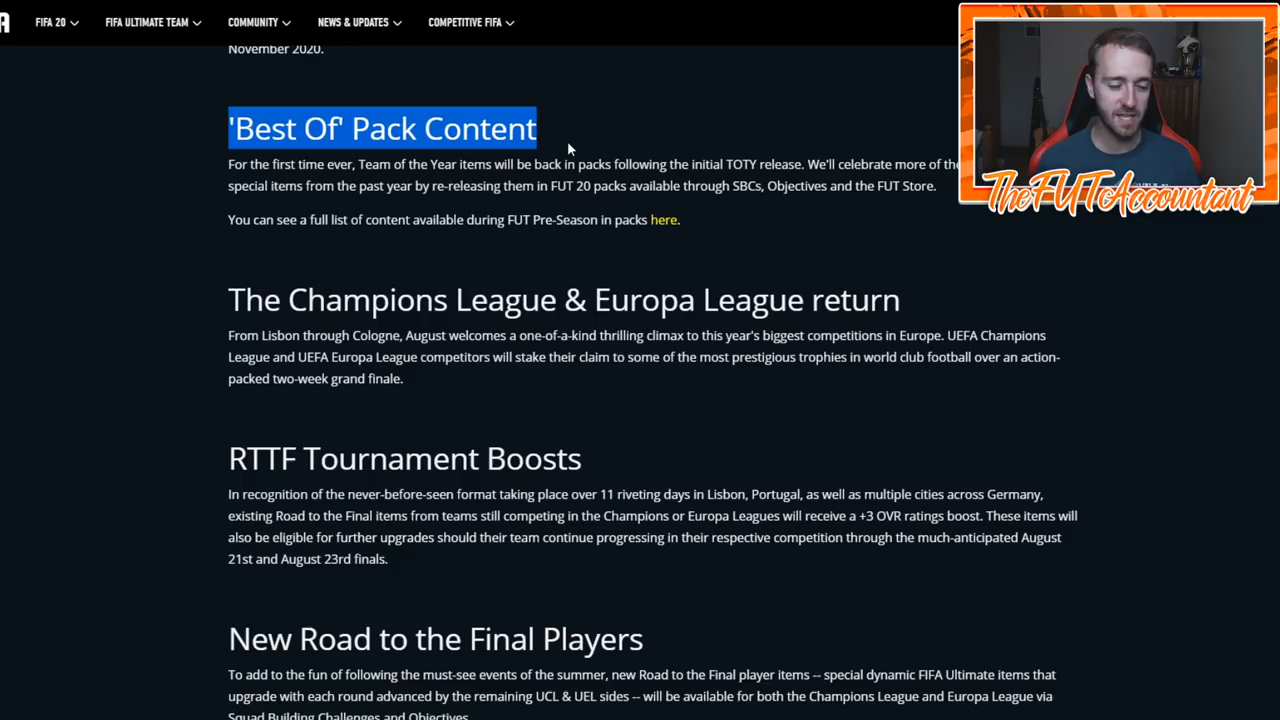 A
FIFA 20
FIFA ULTIMATE TEAM
COMMUNITY
NEWS & UPDATES
COMPETITIVE FIFA
November 2020.
'Best Of' Pack Content
For the first time ever, Team of the Year items will be back in packs following the initial TOTY release. We'll celebrate more of the
special items from the past year by re-releasing them in FUT 20 packs available through SBCs, Objectives and the FUT Store.
You can see a full list of content available during FUT Pre-Season in packs here.
TheFUTAccountant
The Champions League & Europa League return
From Lisbon through Cologne, August welcomes a one-of-a-kind thrilling climax to this year's biggest competitions in Europe. UEFA Champions
League and UEFA Europa League competitors will stake their claim to some of the most prestigious trophies in world club football over an action-
packed two-week grand finale.
RTTF Tournament Boosts
In recognition of the never-before-seen format taking place over 11 riveting days in Lisbon, Portugal, as well as multiple cities across Germany,
existing Road to the Final items from teams still competing in the Champions or Europa Leagues will receive a +3 OVR ratings boost. These items will
also be eligible for further upgrades should their team continue progressing in their respective competition through the much-anticipated August
21st and August 23rd finals.
New Road to the Final Players
To add to the fun of following the must-see events of the summer, new Road to the Final player items -- special dynamic FIFA Ultimate items that
upgrade with each round advanced by the remaining UCL & UEL sides -- will be available for both the Champions League and Europa League via
Squad Building Challenges and Objectives.